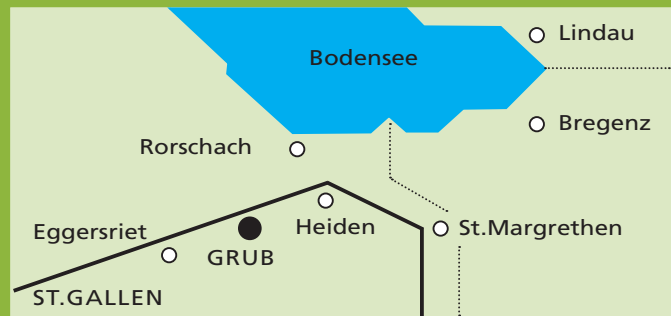 Lindau
Bodensee
Bregenz
Rorschach
Heiden
St.Margrethen
Eggersriet
GRUB
ST.GALLEN